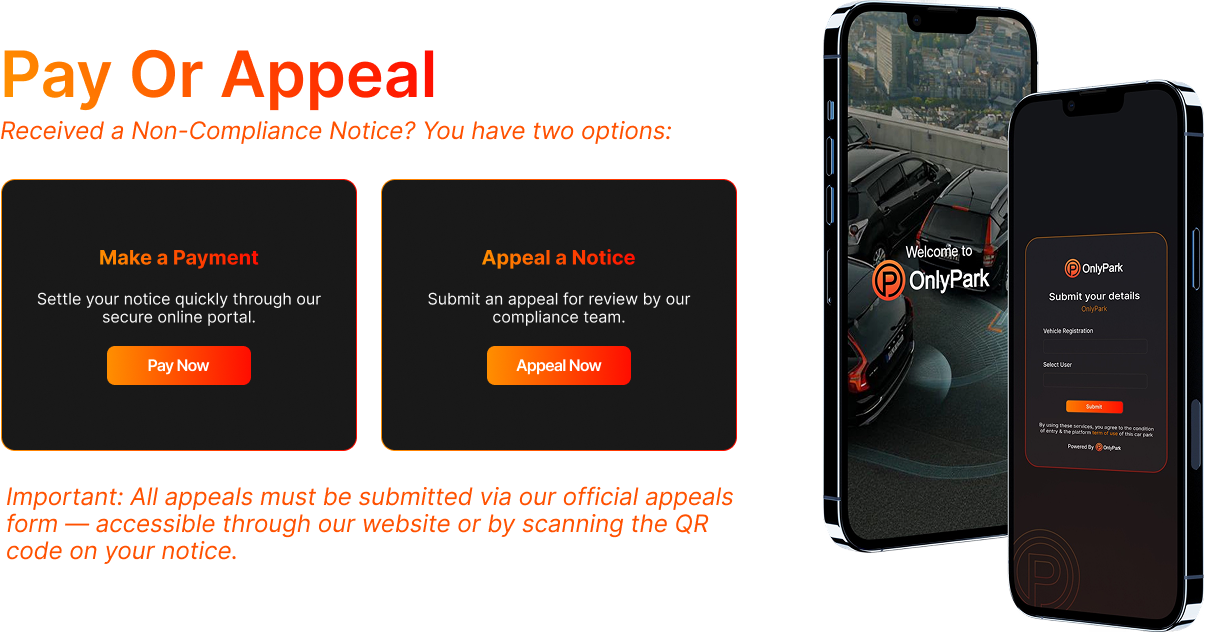 Pay Or Appeal
Received a Non-Compliance Notice? You have two options:
Make a Payment
Settle your notice quickly through our
secure online portal.
Pay Now
Appeal a Notice
Submit an appeal for review by our
compliance team.
Appeal Now
Important: All appeals must be submitted via our official appeals
form — accessible through our website or by scanning the QR
code on your notice.
Welcome to
OnlyPark
OnlyPark
Submit your details
OnlyPark
Vehicle Registration
Select User
Submit
By using these services, you agree to the condition
of entry & the platform term of use of this car park
Powered By OnlyPark